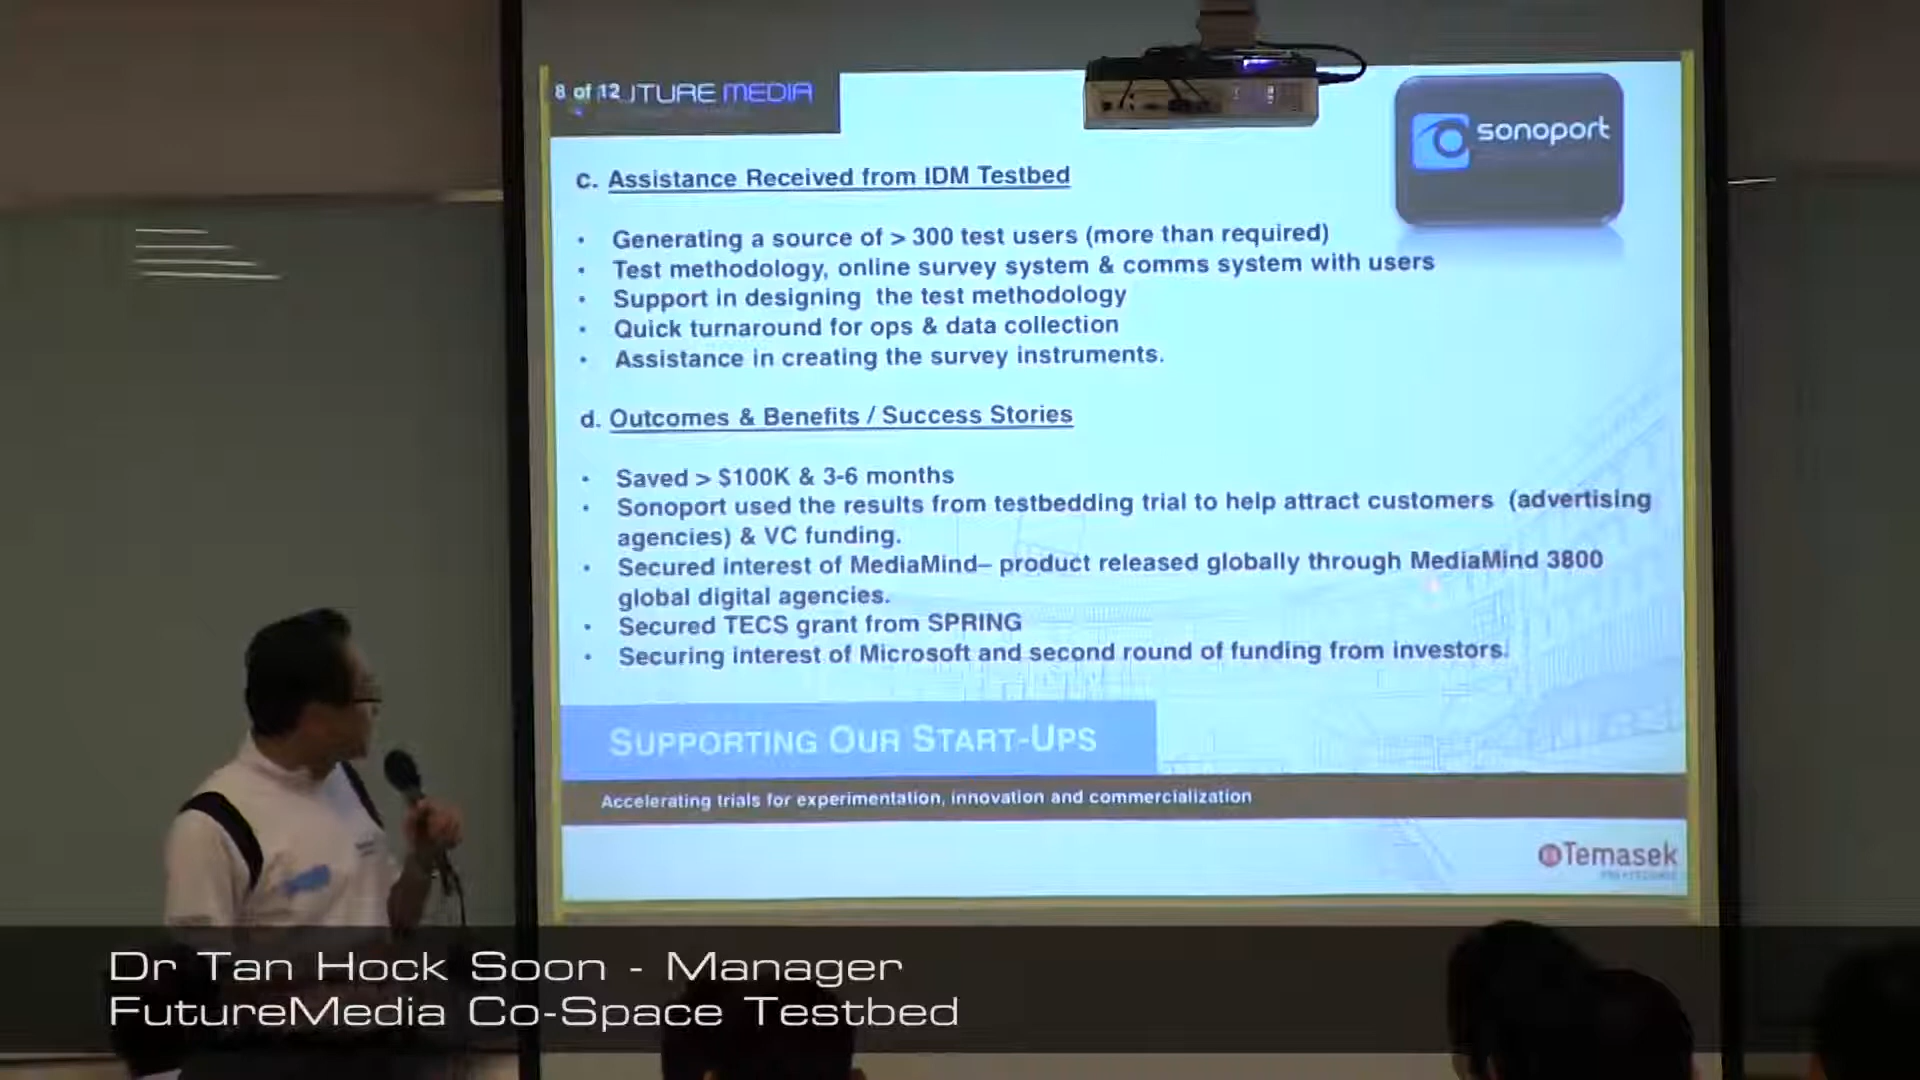 8 of 12 UTURE MEDIA
sonoport
c. Assistance Received from IDM Testbed
• Generating a source of > 300 test users (more than required)
• Test methodology, online survey system & comms system with users
• Support in designing the test methodology
• Quick turnaround for ops & data collection
• Assistance in creating the survey instruments.
d. Outcomes & Benefits / Success Stories
• Saved > $100K & 3-6 months
• Sonoport used the results from testbedding trial to help attract customers (advertising
agencies) & VC funding.
• Secured interest of MediaMind– product released globally through MediaMind 3800
global digital agencies.
• Secured TECS grant from SPRING
• Securing interest of Microsoft and second round of funding from investors.
SUPPORTING OUR START-UPS
Accelerating trials for experimentation, innovation and commercialization
Temasek
Dr Tan Hock Soon - Manager
FutureMedia Co-Space Testbed